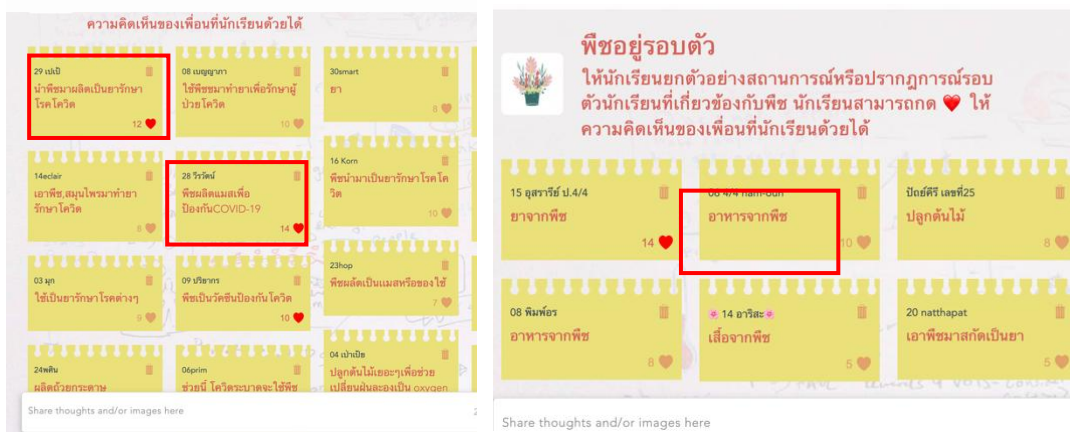 ความคิดเห็นของเพื่อนที่นักเรียนด้วยได้
29 เปเป้
นำพืชมาผลิตเป็นยารักษา
โรคโควิด
12
08 เบญญาภา
ใช้พืชชมาทำยาเพื่อรักษาผู้
ป่วยโควิด
10
30smart
ยา
8
14eclair
เอาพืช,สมุนไพรมาทำยา
รักษาโควิด
8
28 วีรวัตน์
พืชผลิตแมสเพื่อ
ป้องกันCOVID-19
14
16 Korn
พืชนำมาเป็นยารักษาโรคโค
วิด
10
03 มุก
ใช้เป็นยารักษาโรคต่างๆ
9
09 ปริยากร
พืชเป็นวัคซีนป้องกันโควิด
10
23hop
พืชผลิตเป็นแมสหรือของใช้
7
24พศิน
ผลิตถ้วยกระดาษ
06prim
ช่วงนี้ โควิดระบาดจะใช้พืช
04 เปาเปีย
ปลูกต้นไม้เยอะๆเพื่อช่วย
เปลี่ยนฝุ่นละอองเป็น oxygen
Share thoughts and/or images here
พืชอยู่รอบตัว
ให้นักเรียนยกตัวอย่างสถานการณ์หรือปรากฏการณ์รอบ
ตัวนักเรียนที่เกี่ยวข้องกับพืช นักเรียนสามารถกด ❤️ ให้
ความคิดเห็นของเพื่อนที่นักเรียนด้วยได้
15 อุสรารีย์ ป.4/4
ยาจากพืช
14
08 4/4 nam-bun
อาหารจากพืช
10
ปัถย์คีรี เลขที่25
ปลูกต้นไม้
8
08 พิมพ์อร
อาหารจากพืช
8
🌸 14 อาริสะ🌸
เสื้อจากพืช
5
20 natthapat
เอาพืชมาสกัดเป็นยา
5
Share thoughts and/or images here